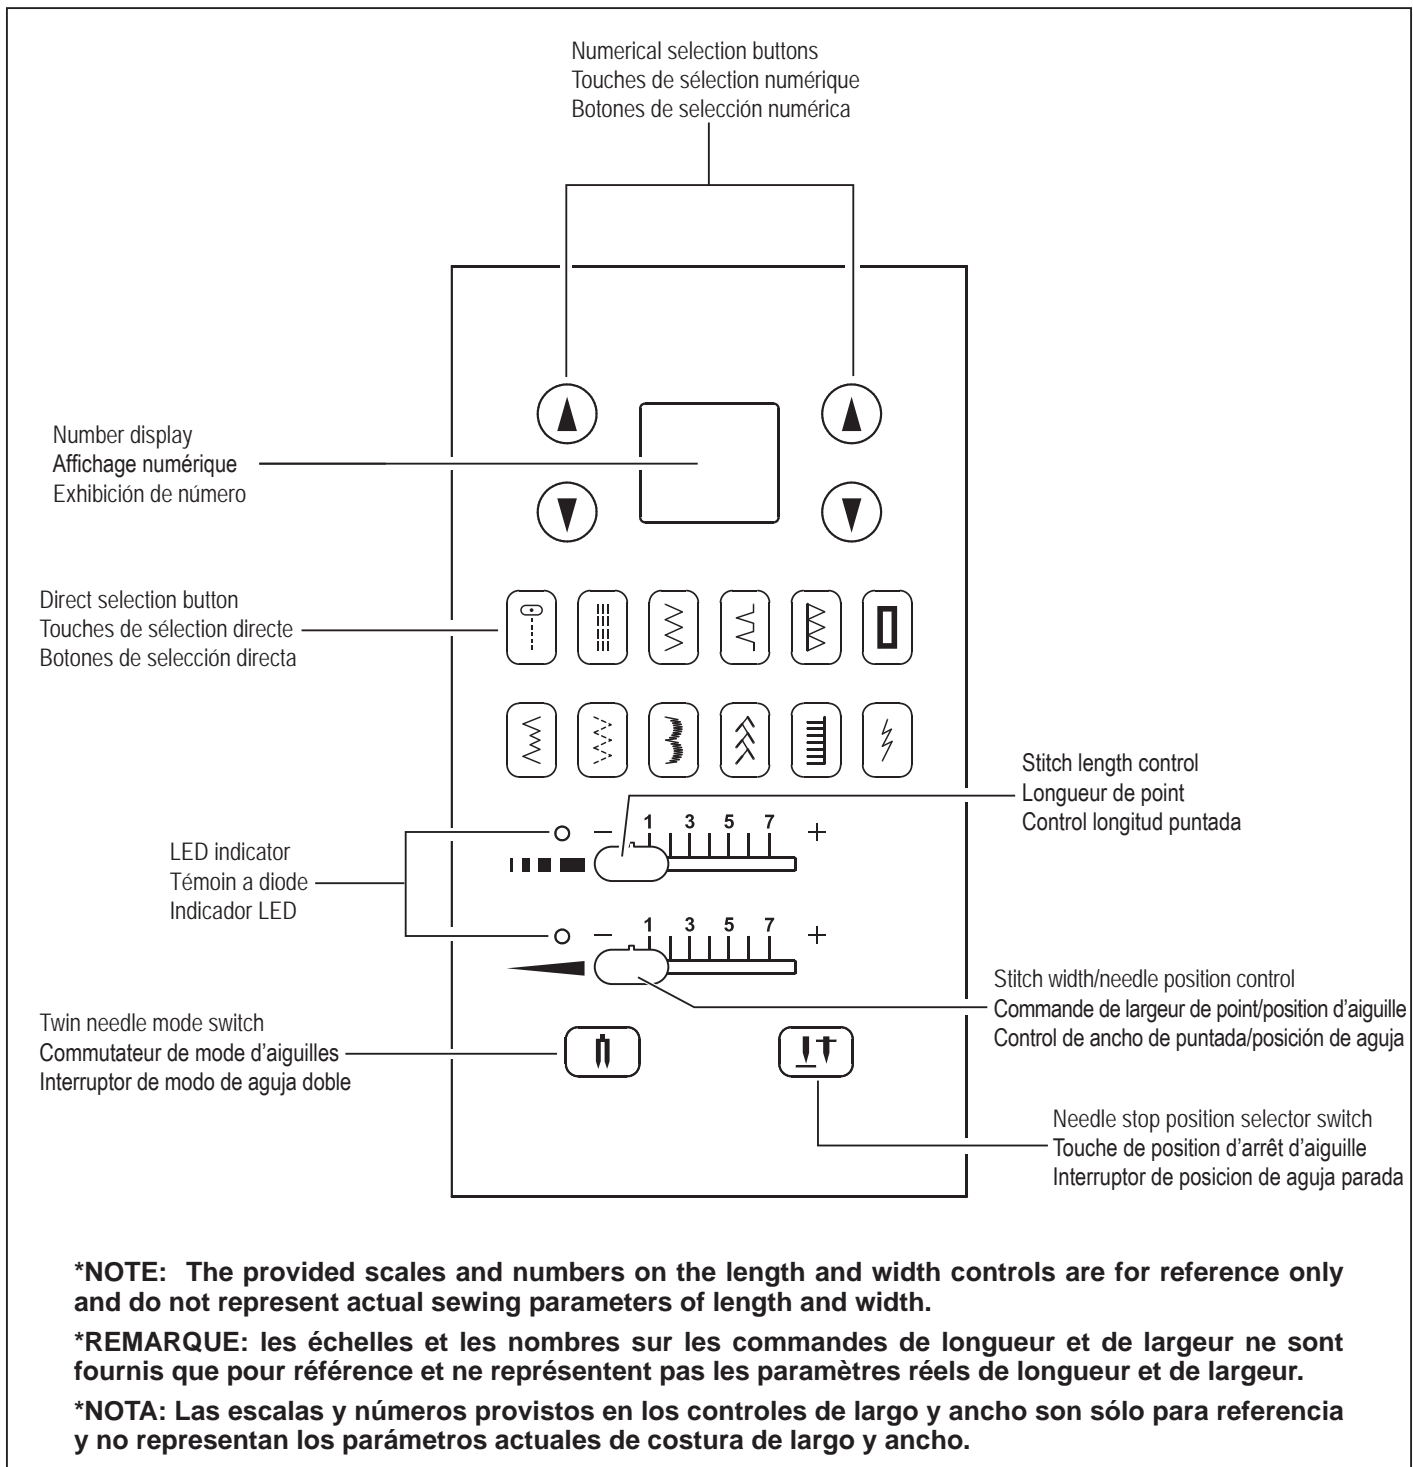 Numerical selection buttons
Touches de sélection numérique
Botones de selección numérica
Number display
Affichage numérique
Exhibición de número
Direct selection button
Touches de sélection directe
Botones de selección directa
Stitch length control
Longueur de point
Control longitud puntada
– 1 3 5 7 +
LED indicator
Témoin a diode
Indicador LED
– 1 3 5 7 +
Stitch width/needle position control
Commande de largeur de point/position d’aiguille
Control de ancho de puntada/posición de aguja
Twin needle mode switch
Commutateur de mode d’aiguilles
Interruptor de modo de aguja doble
Needle stop position selector switch
Touche de position d’arrêt d’aiguille
Interruptor de posicion de aguja parada
*NOTE: The provided scales and numbers on the length and width controls are for reference only
and do not represent actual sewing parameters of length and width.
*REMARQUE: les échelles et les nombres sur les commandes de longueur et de largeur ne sont
fournis que pour référence et ne représentent pas les paramètres réels de longueur et de largeur.
*NOTA: Las escalas y números provistos en los controles de largo y ancho son sólo para referencia
y no representan los parámetros actuales de costura de largo y ancho.